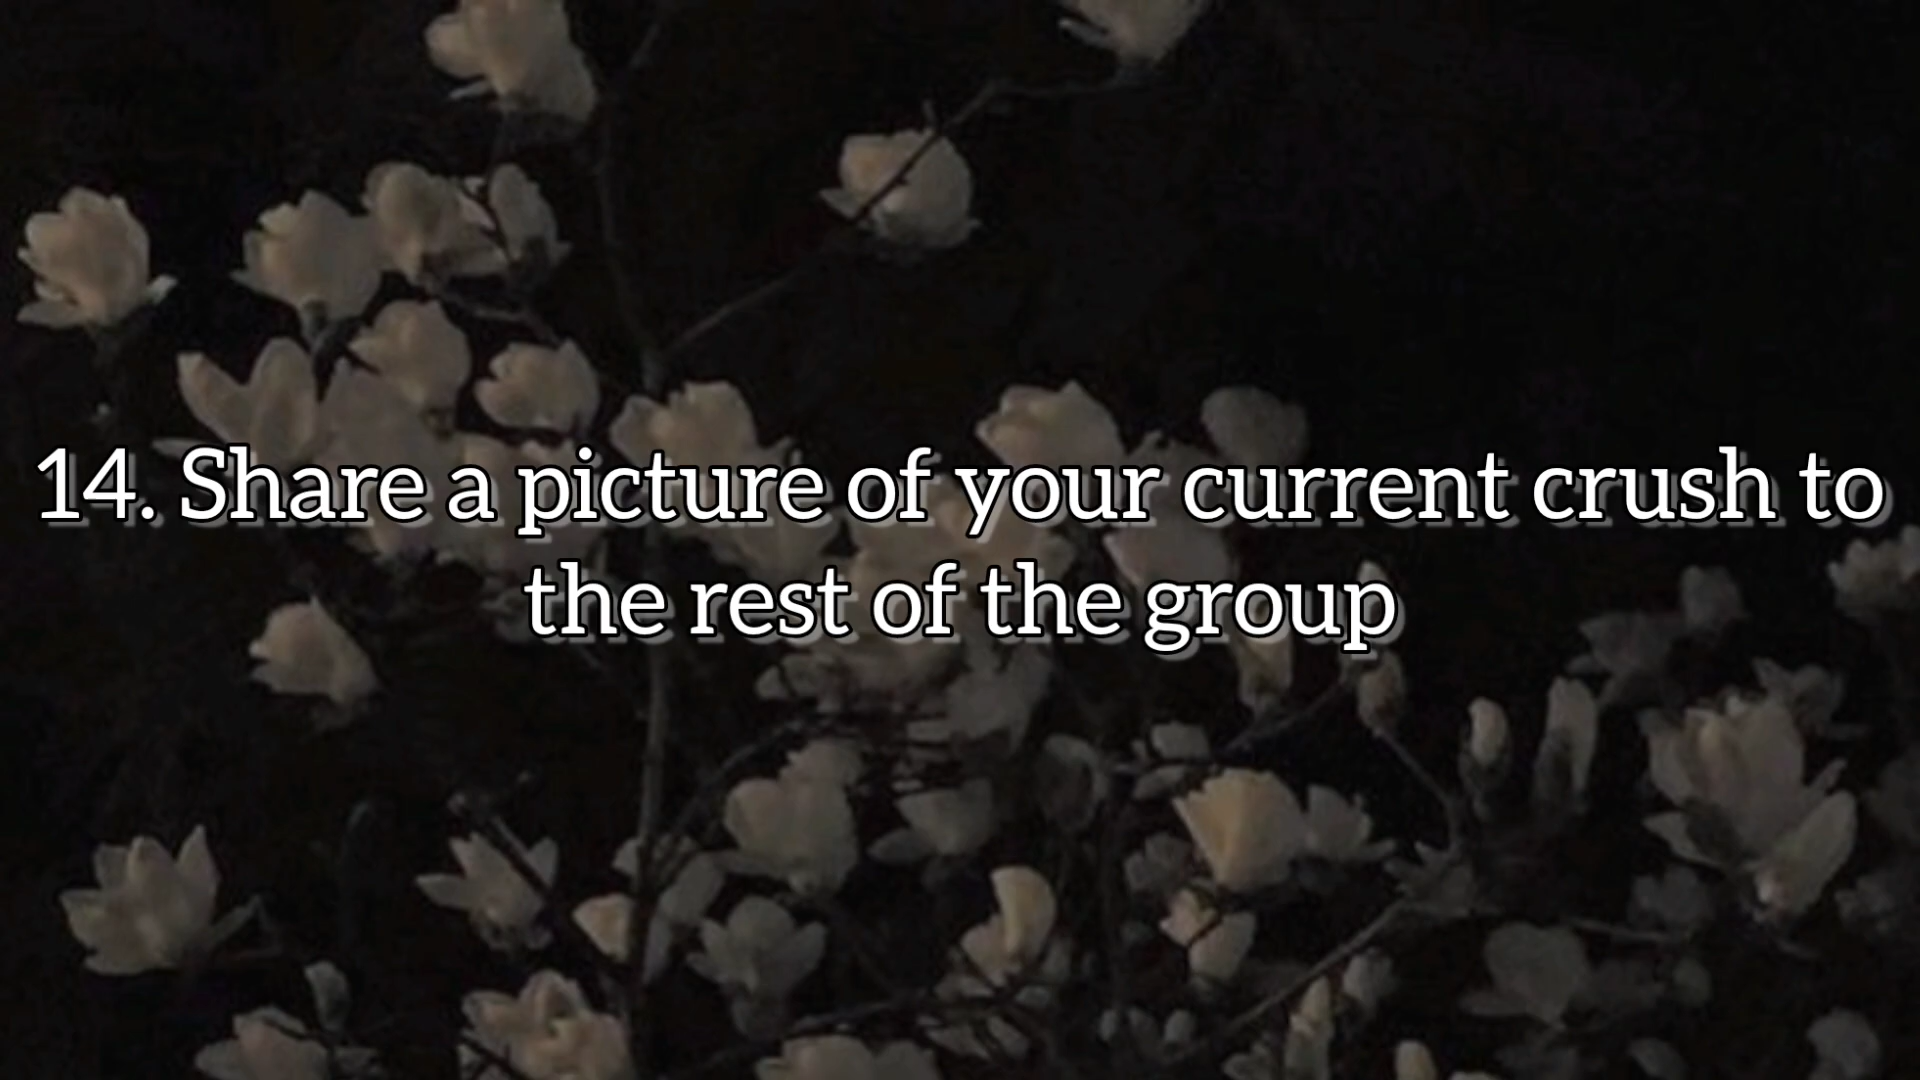 14. Share a picture of your current crush to
the rest of the group